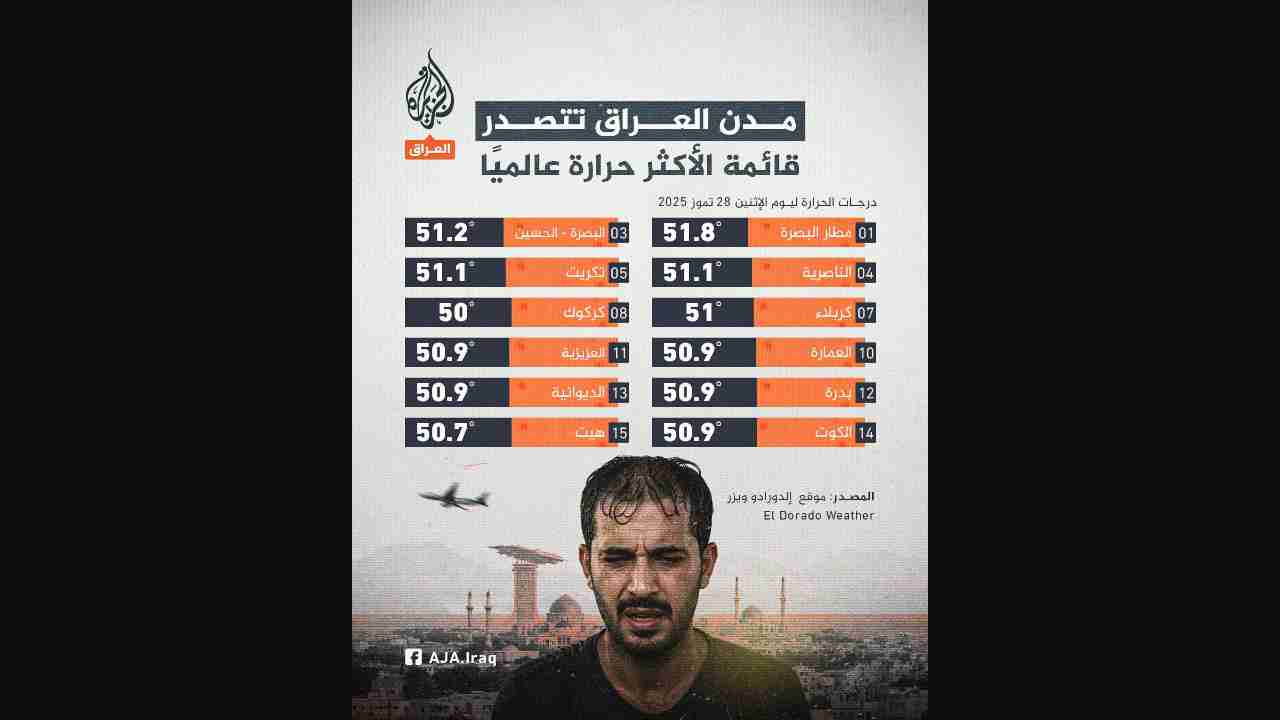 الجزيرة
العراق
مدن العراق تتصدر
قائمة الأكثر حرارة عالميًا
درجات الحرارة ليوم الإثنين 28 تموز 2025
01 مطار البصرة 51.8°
03 البصرة - الحسين 51.2°
04 الناصرية 51.1°
05 تكريت 51.1°
07 كربلاء 51°
08 كركوك 50°
10 العمارة 50.9°
11 العزيزية 50.9°
12 بدرة 50.9°
13 الديوانية 50.9°
14 الكوت 50.9°
15 هيت 50.7°
المصدر: موقع إلدورادو ويزر
El Dorado Weather
AJA.Iraq